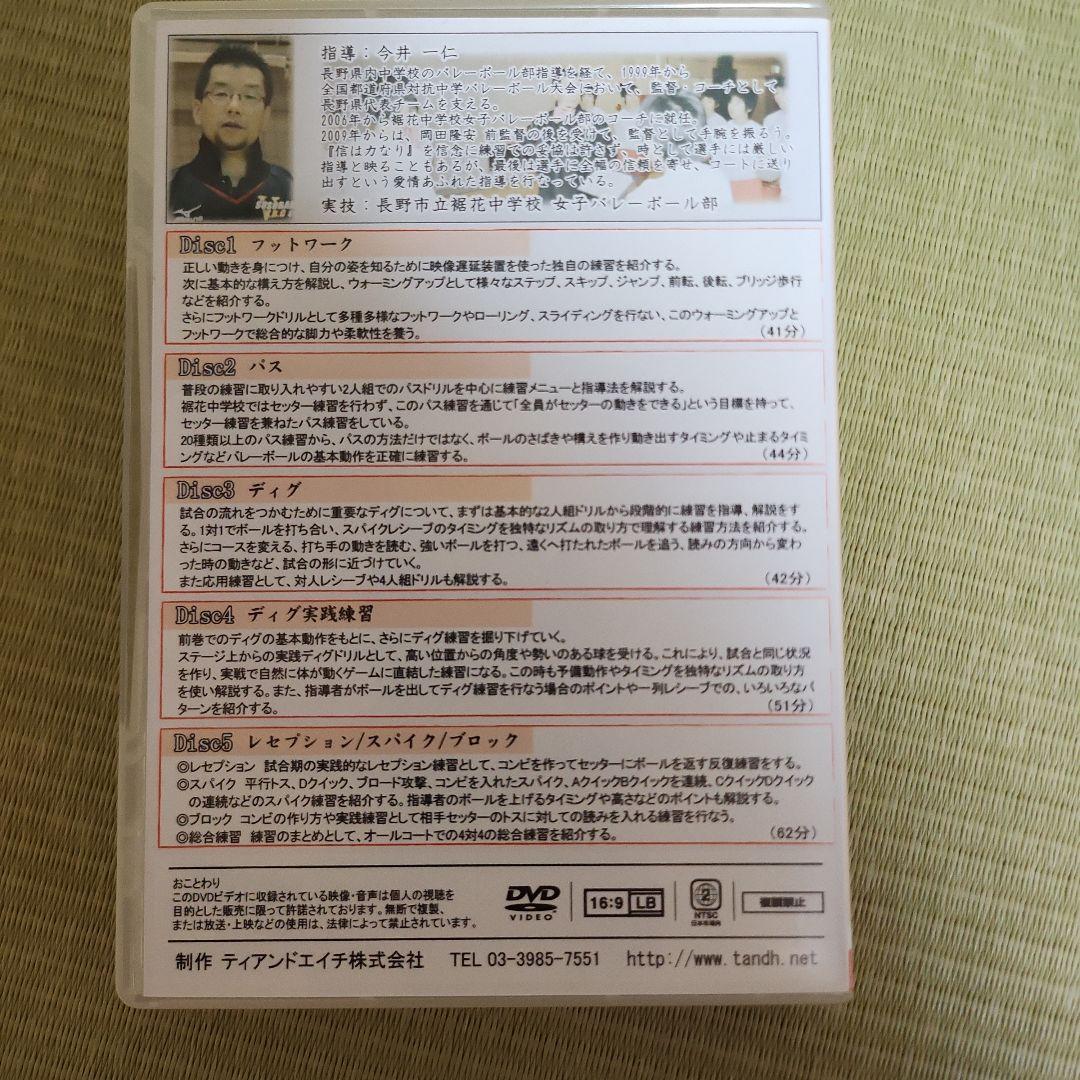 指導：今井 一仁
長野県内中学校のバレーボール部指導を経て、1999年から
全国都道府県対抗中学バレーボール大会において、監督・コーチとして
長野県代表チームを支える。
2006年から裾花中学校女子バレーボール部のコーチに就任。
2009年からは、岡田隆安 前監督の後を受けて、監督として手腕を振るう。
『信は力なり』を信念に練習での妥協は許さず、時として選手には厳しい
指導と映ることもあるが、最後は選手に全幅の信頼を寄せ、コートに送り
出すという愛情あふれた指導を行なっている。
実技：長野市立裾花中学校 女子バレーボール部
Disc1 フットワーク
正しい動きを身につけ、自分の姿を知るために映像遅延装置を使った独自の練習を紹介する。
次に基本的な構え方を解説し、ウォーミングアップとして様々なステップ、スキップ、ジャンプ、前転、後転、ブリッジ歩行
などを紹介する。
さらにフットワークドリルとして多種多様なフットワークやローリング、スライディングを行ない、このウォーミングアップと
フットワークで総合的な脚力や柔軟性を養う。 (41分)
Disc2 パス
普段の練習に取り入れやすい2人組でのパスドリルを中心に練習メニューと指導法を解説する。
裾花中学校ではセッター練習を行わず、このパス練習を通じて「全員がセッターの動きをできる」という目標を持って、
セッター練習を兼ねたパス練習をしている。
20種類以上のパス練習から、パスの方法だけではなく、ボールのさばきや構えを作り動き出すタイミングや止まるタイミ
ングなどバレーボールの基本動作を正確に練習する。 (44分)
Disc3 ディグ
試合の流れをつかむために重要なディグについて、まずは基本的な2人組ドリルから段階的に練習を指導、解説をす
る。1対1でボールを打ち合い、スパイクレシーブのタイミングを独特なリズムの取り方で理解する練習方法を紹介する。
さらにコースを変える、打ち手の動きを読む、強いボールを打つ、遠くへ打たれたボールを追う、読みの方向から変わ
った時の動きなど、試合の形に近づけていく。
また応用練習として、対人レシーブや4人組ドリルも解説する。 (42分)
Disc4 ディグ実践練習
前巻でのディグの基本動作をもとに、さらにディグ練習を掘り下げていく。
ステージ上からの実践ディグドリルとして、高い位置からの角度や勢いのある球を受ける。これにより、試合と同じ状況
を作り、実戦で自然に体が動くゲームに直結した練習になる。この時も予備動作やタイミングを独特なリズムの取り方
を使い解説する。また、指導者がボールを出してディグ練習を行なう場合のポイントや一列レシーブでの、いろいろなパ
ターンを紹介する。 (51分)
Disc5 レセプション/スパイク/ブロック
◎レセプション 試合期の実践的なレセプション練習として、コンビを作ってセッターにボールを返す反復練習をする。
◎スパイク 平行トス、Dクイック、ブロード攻撃、コンビを入れたスパイク、AクイックBクイックを連続、CクイックDクイック
の連続などのスパイク練習を紹介する。指導者のボールを上げるタイミングや高さなどのポイントも解説する。
◎ブロック コンビの作り方や実践練習として相手セッターのトスに対しての読みを入れる練習を行なう。
◎総合練習 練習のまとめとして、オールコートでの4対4の総合練習を紹介する。 (62分)
おことわり
このDVDビデオに収録されている映像・音声は個人の視聴を
目的とした販売に限って許諾されております。無断で複製、
または放送・上映などの使用は、法律によって禁止されています。
DVD VIDEO
16:9 LB
2 NTSC 日本市場向
複製禁止
制作 ティアンドエイチ株式会社 TEL 03-3985-7551 http://www.tandh.net